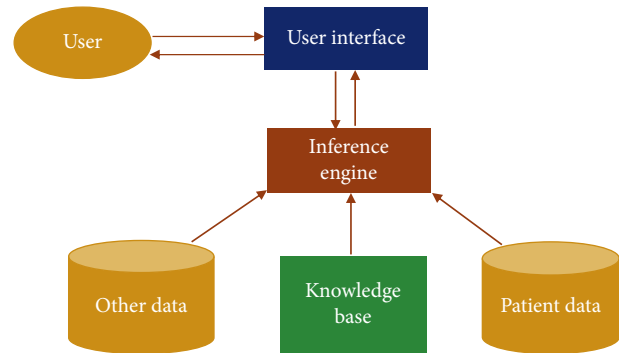 User
User interface
Inference
engine
Other data
Knowledge
base
Patient data